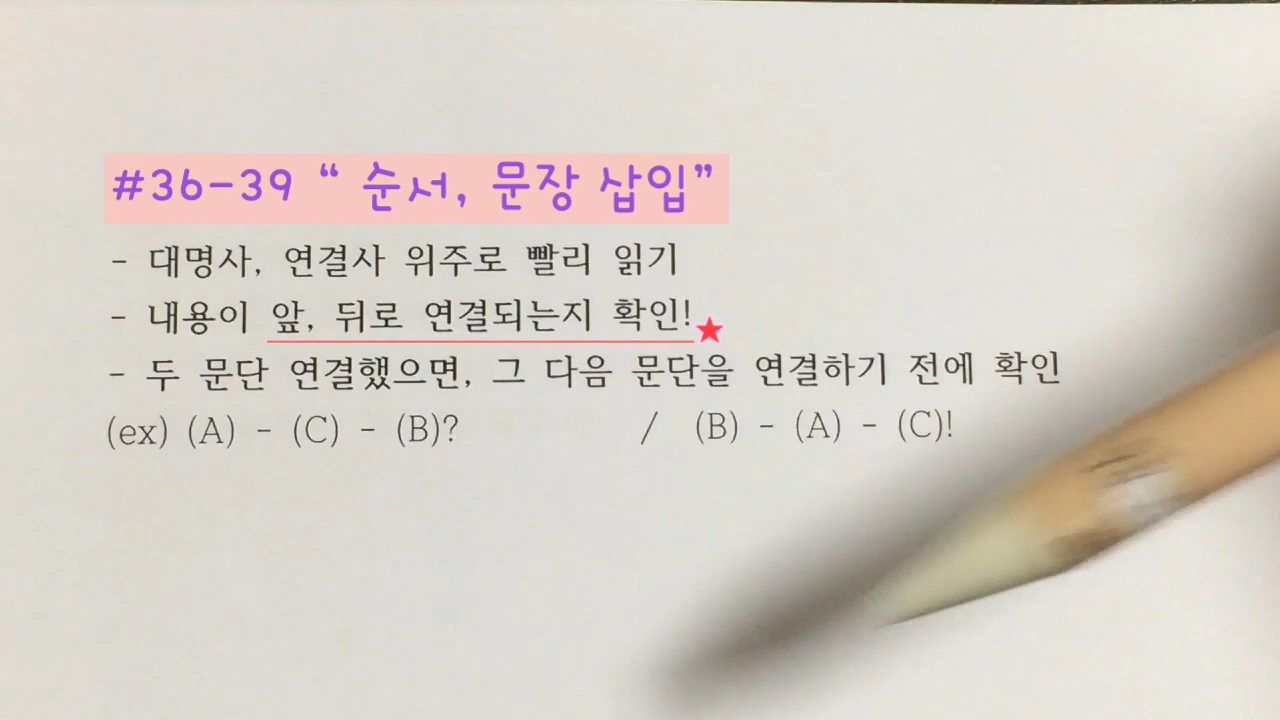 #36-39 “ 순서, 문장 삽입”
- 대명사, 연결사 위주로 빨리 읽기
- 내용이 앞, 뒤로 연결되는지 확인!
- 두 문단 연결했으면, 그 다음 문단을 연결하기 전에 확인
(ex) (A) - (C) - (B)? / (B) - (A) - (C)!